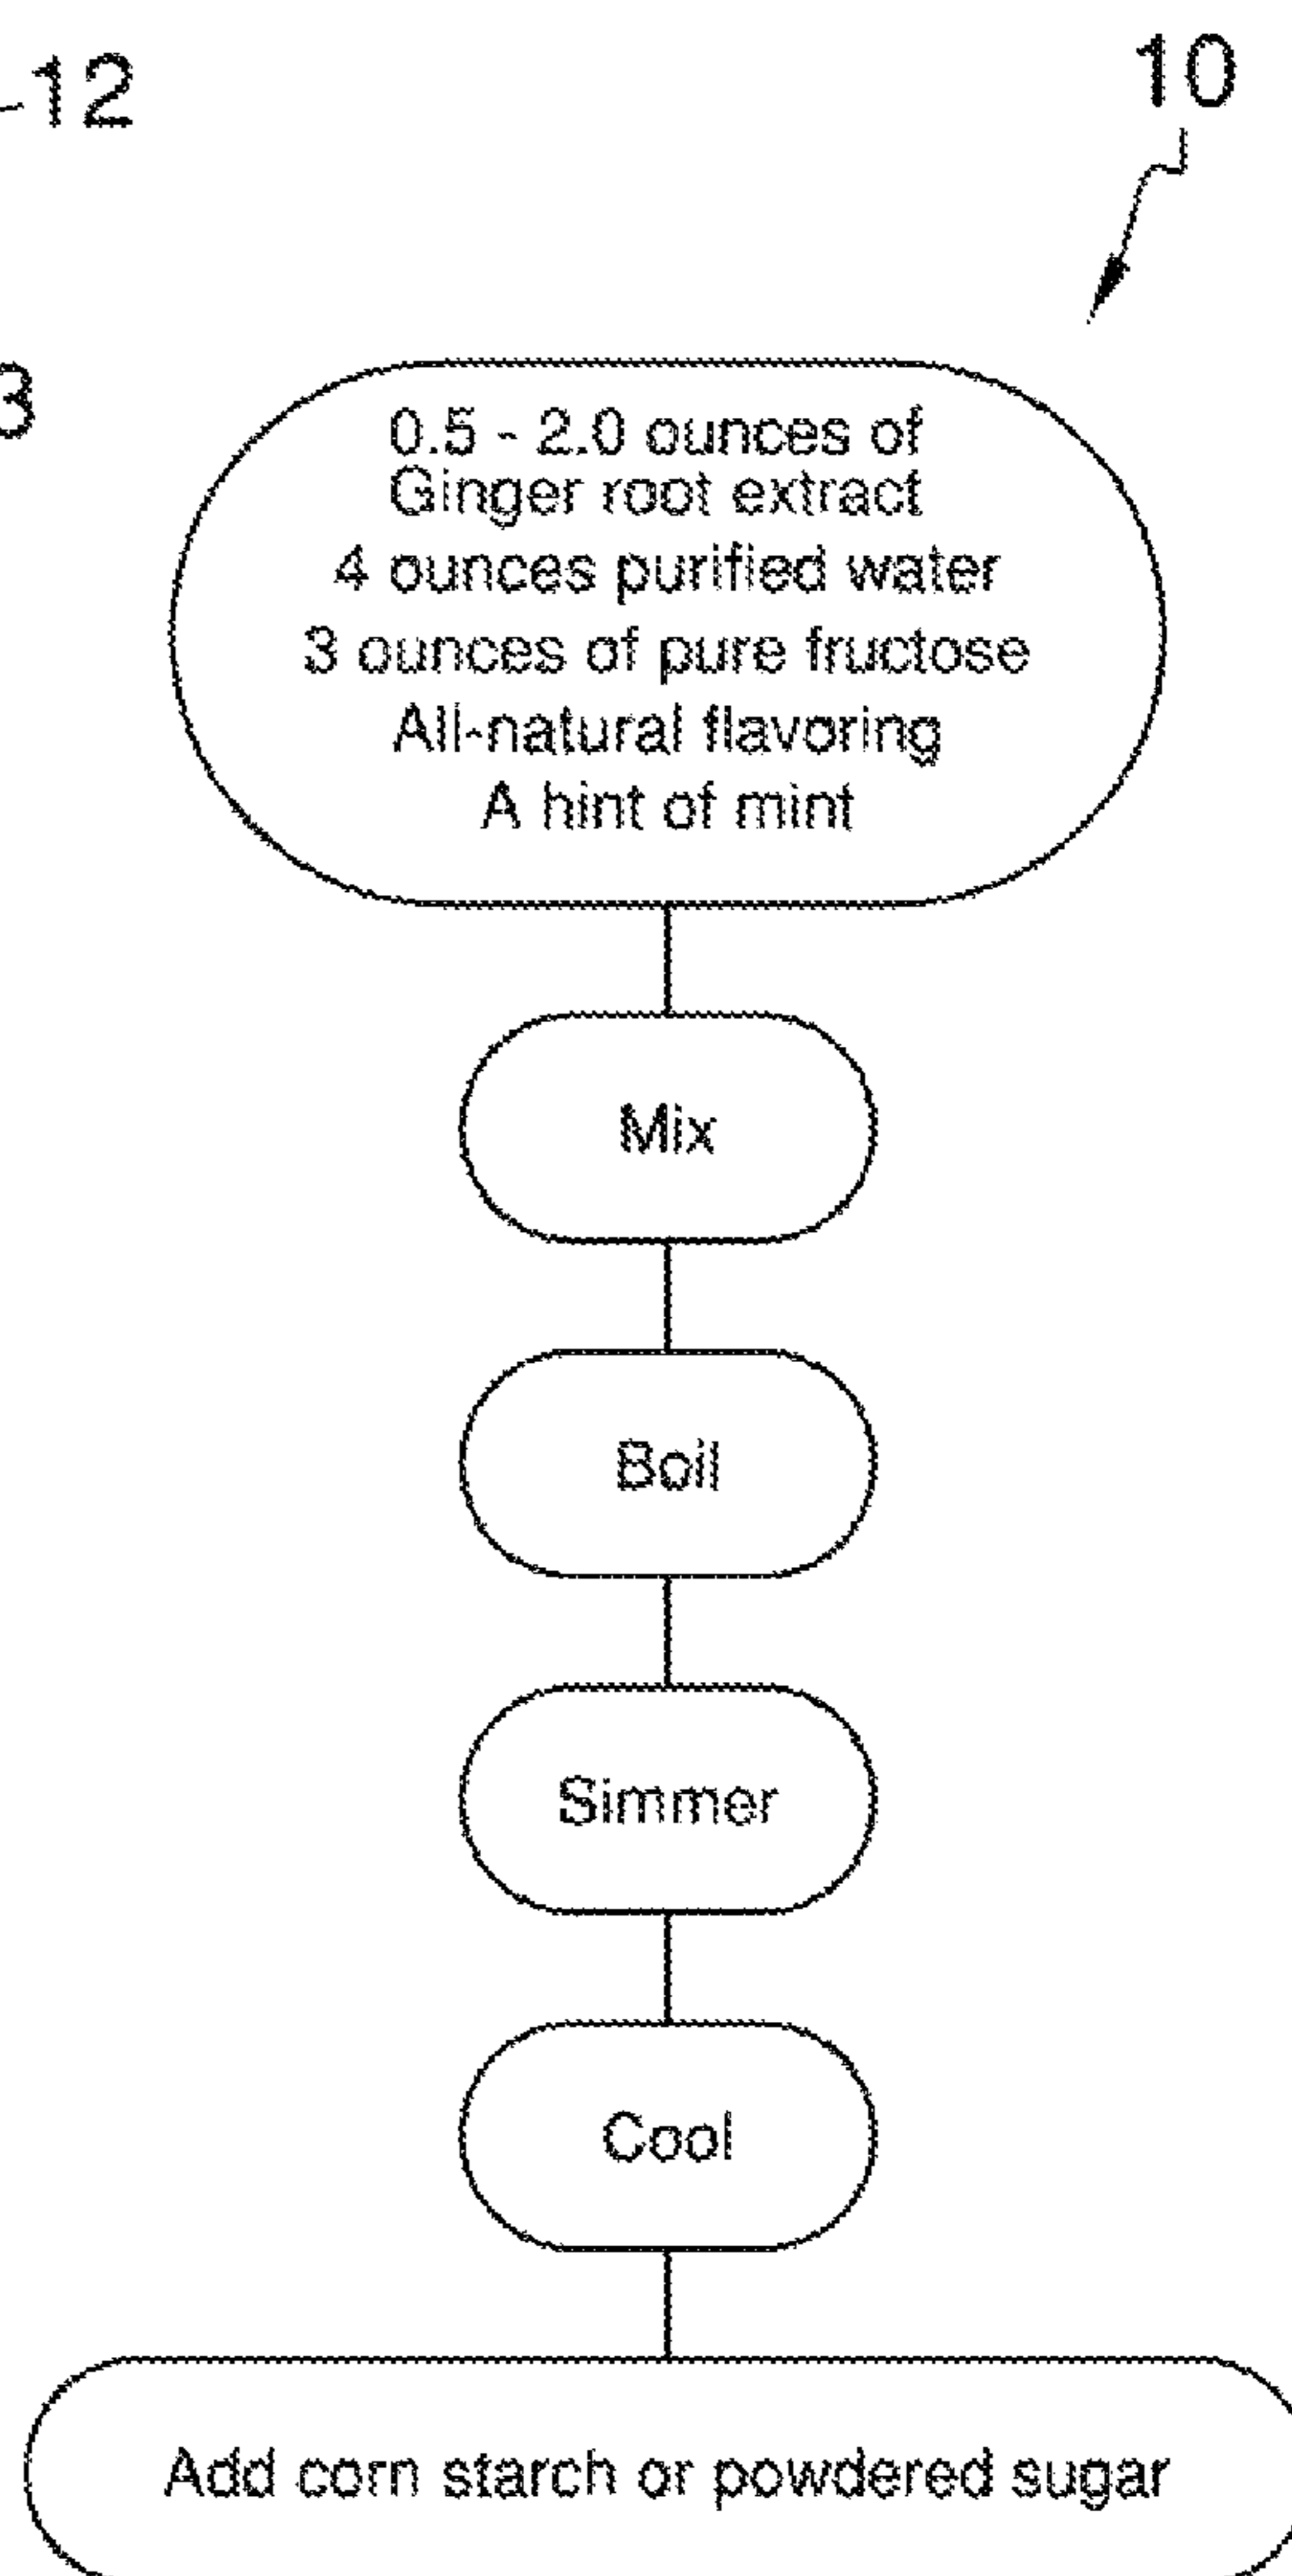 -12
10
3
0.5 - 2.0 ounces of
Ginger root extract
4 ounces purified water
3 ounces of pure fructose
All-natural flavoring
A hint of mint
Mix
Boil
Simmer
Cool
Add corn starch or powdered sugar